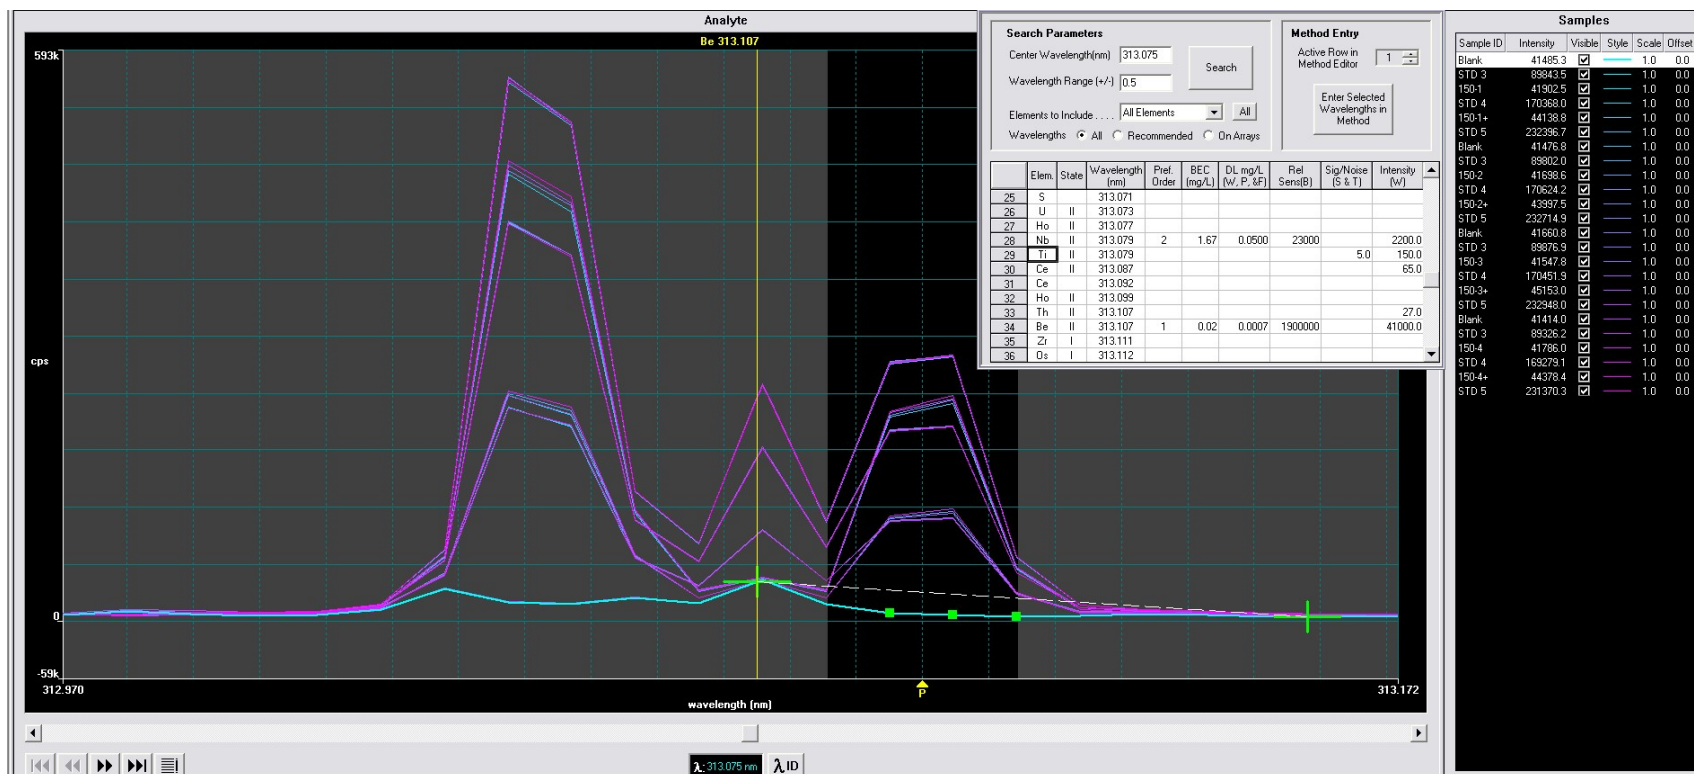 Analyte
Be 313.107
593k
cps
0
-59k
312.970
P
313.172
wavelength (nm)
λ: 313.075 nm
λ ID
Search Parameters
Center Wavelength(nm) 313.075
Wavelength Range (+/-) 0.5
Search
Elements to Include . . . . All Elements All
Wavelengths All Recommended On Arrays
Method Entry
Active Row in
Method Editor 1
Enter Selected
Wavelengths in
Method
Elem. State Wavelength (nm) Pref. Order BEC (mg/L) DL mg/L (W, P, &F) Rel Sens(B) Sig/Noise (S & T) Intensity (W)
25 S 313.071
26 U II 313.073
27 Ho II 313.077
28 Nb II 313.079 2 1.67 0.0500 23000 2200.0
29 Ti II 313.079 5.0 150.0
30 Ce II 313.087 65.0
31 Ce 313.092
32 Ho II 313.099
33 Th II 313.107 27.0
34 Be II 313.107 1 0.02 0.0007 1900000 41000.0
35 Zr I 313.111
36 Os I 313.112
Samples
Sample ID Intensity Visible Style Scale Offset
Blank 41485.3 1.0 0.0
STD 3 89843.5 1.0 0.0
150-1 41902.5 1.0 0.0
STD 4 170368.0 1.0 0.0
150-1+ 44138.8 1.0 0.0
STD 5 232396.7 1.0 0.0
Blank 41476.8 1.0 0.0
STD 3 89802.0 1.0 0.0
150-2 41698.6 1.0 0.0
STD 4 170624.2 1.0 0.0
150-2+ 43997.5 1.0 0.0
STD 5 232714.9 1.0 0.0
Blank 41660.8 1.0 0.0
STD 3 89876.9 1.0 0.0
150-3 41547.8 1.0 0.0
STD 4 170451.9 1.0 0.0
150-3+ 45153.0 1.0 0.0
STD 5 232948.0 1.0 0.0
Blank 41414.0 1.0 0.0
STD 3 89326.2 1.0 0.0
150-4 41786.0 1.0 0.0
STD 4 169279.1 1.0 0.0
150-4+ 44378.4 1.0 0.0
STD 5 231370.3 1.0 0.0